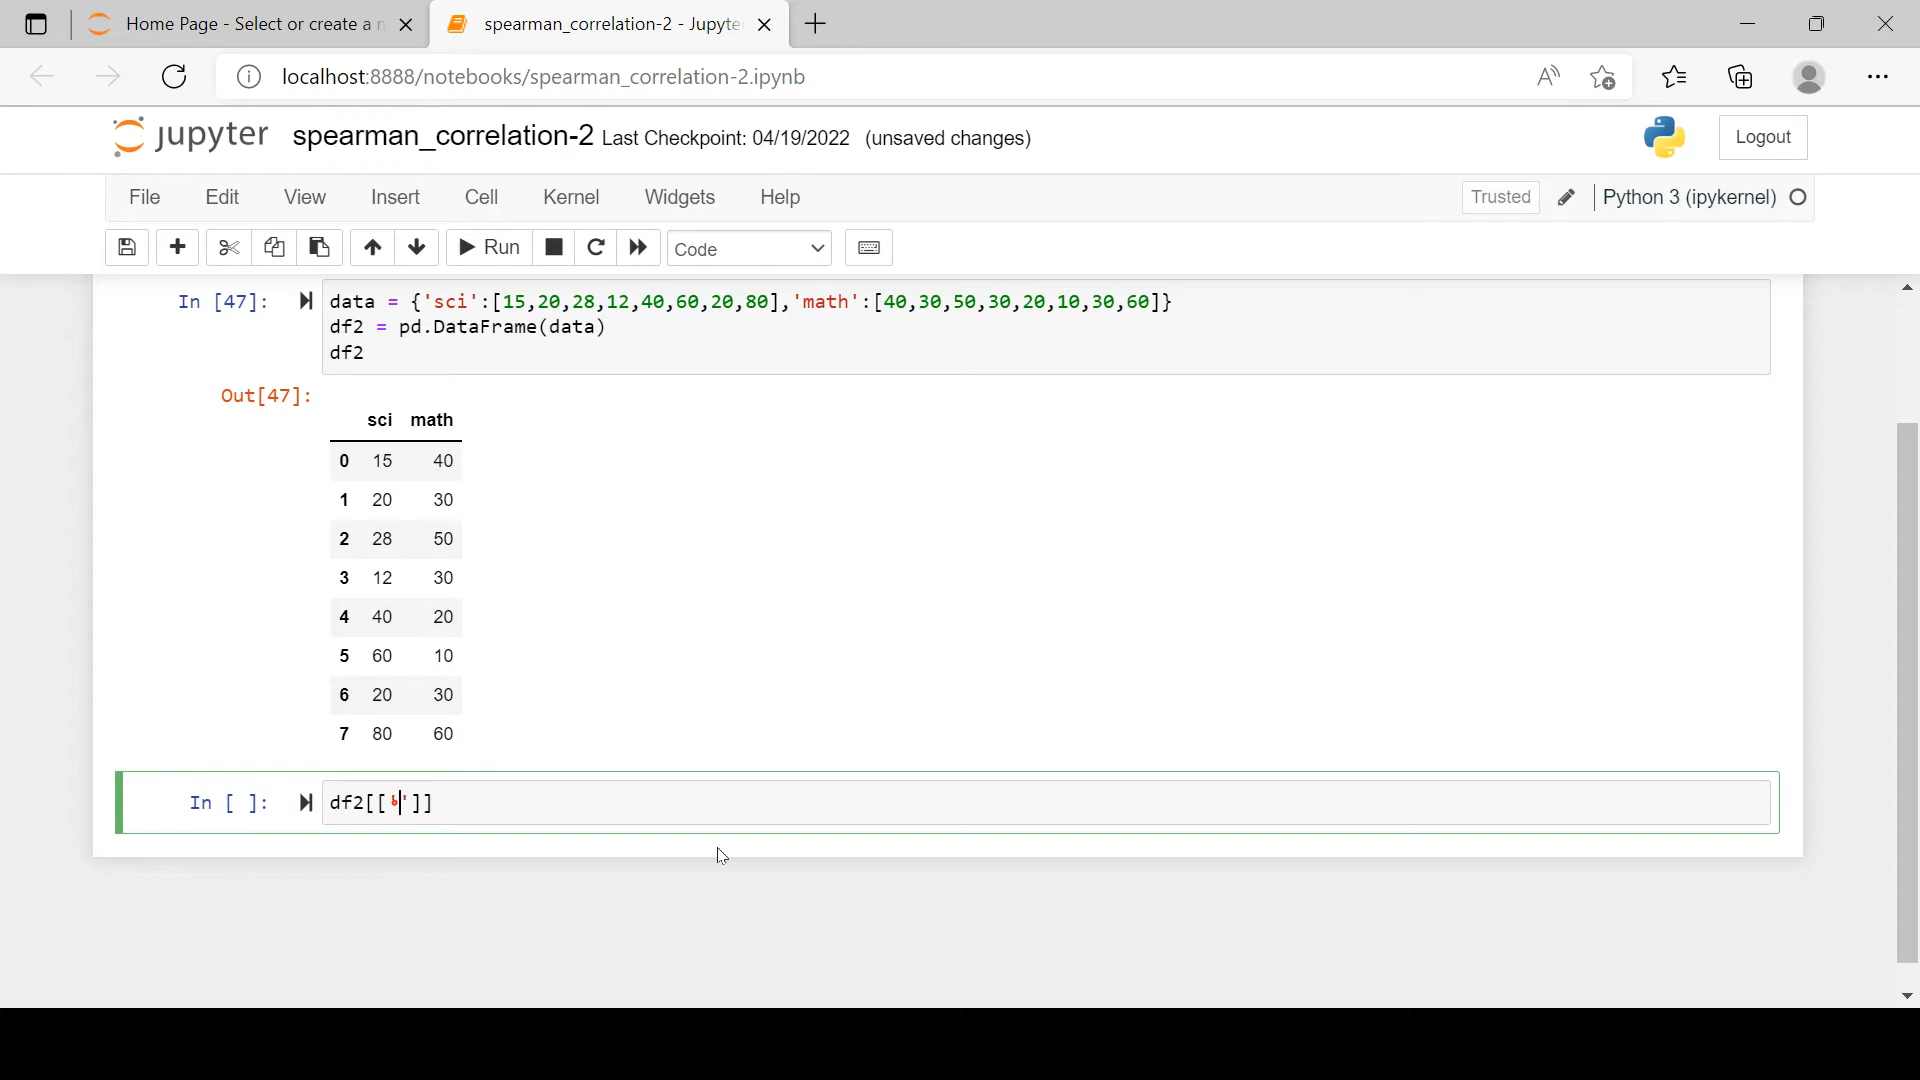 Home Page - Select or create a n
spearman_correlation-2 - Jupyte
localhost:8888/notebooks/spearman_correlation-2.ipynb
jupyter spearman_correlation-2 Last Checkpoint: 04/19/2022 (unsaved changes)
Logout
File Edit View Insert Cell Kernel Widgets Help Trusted Python 3 (ipykernel)
Run Code
In [47]: data = {'sci':[15,20,28,12,40,60,20,80],'math':[40,30,50,30,20,10,30,60]}
df2 = pd.DataFrame(data)
df2
Out[47]:
sci math
0 15 40
1 20 30
2 28 50
3 12 30
4 40 20
5 60 10
6 20 30
7 80 60
In [ ]: df2[['']]